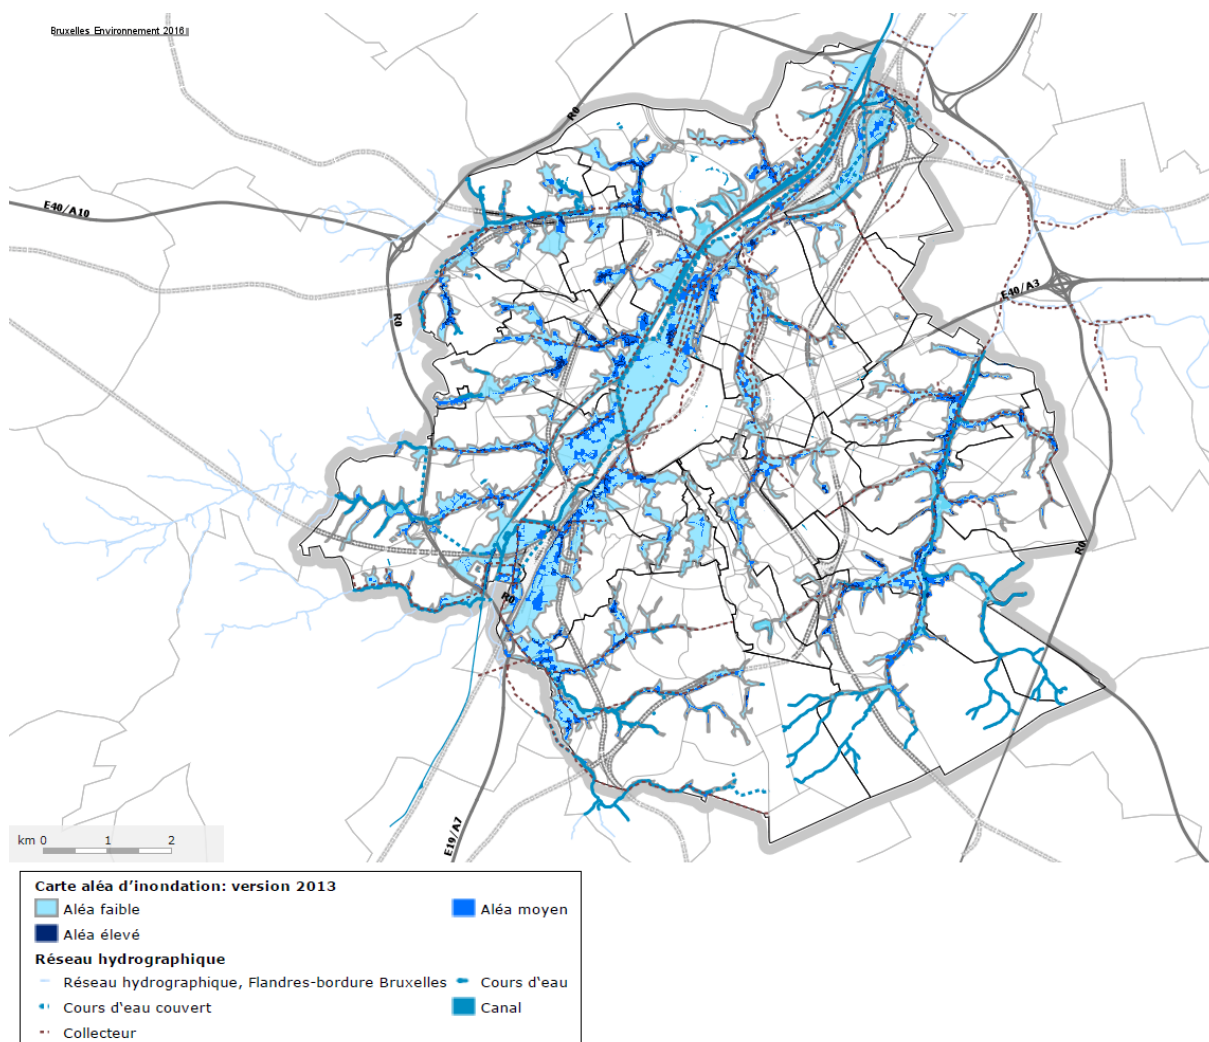 Bruxelles Environnement 2016
R0
E40/A10
E40/A3
R0
R0
R0
E19/A7
km 0 1 2
Carte aléa d'inondation: version 2013
Aléa faible
Aléa moyen
Aléa élevé
Réseau hydrographique
Réseau hydrographique, Flandres-bordure Bruxelles
Cours d'eau
Cours d'eau couvert
Canal
Collecteur